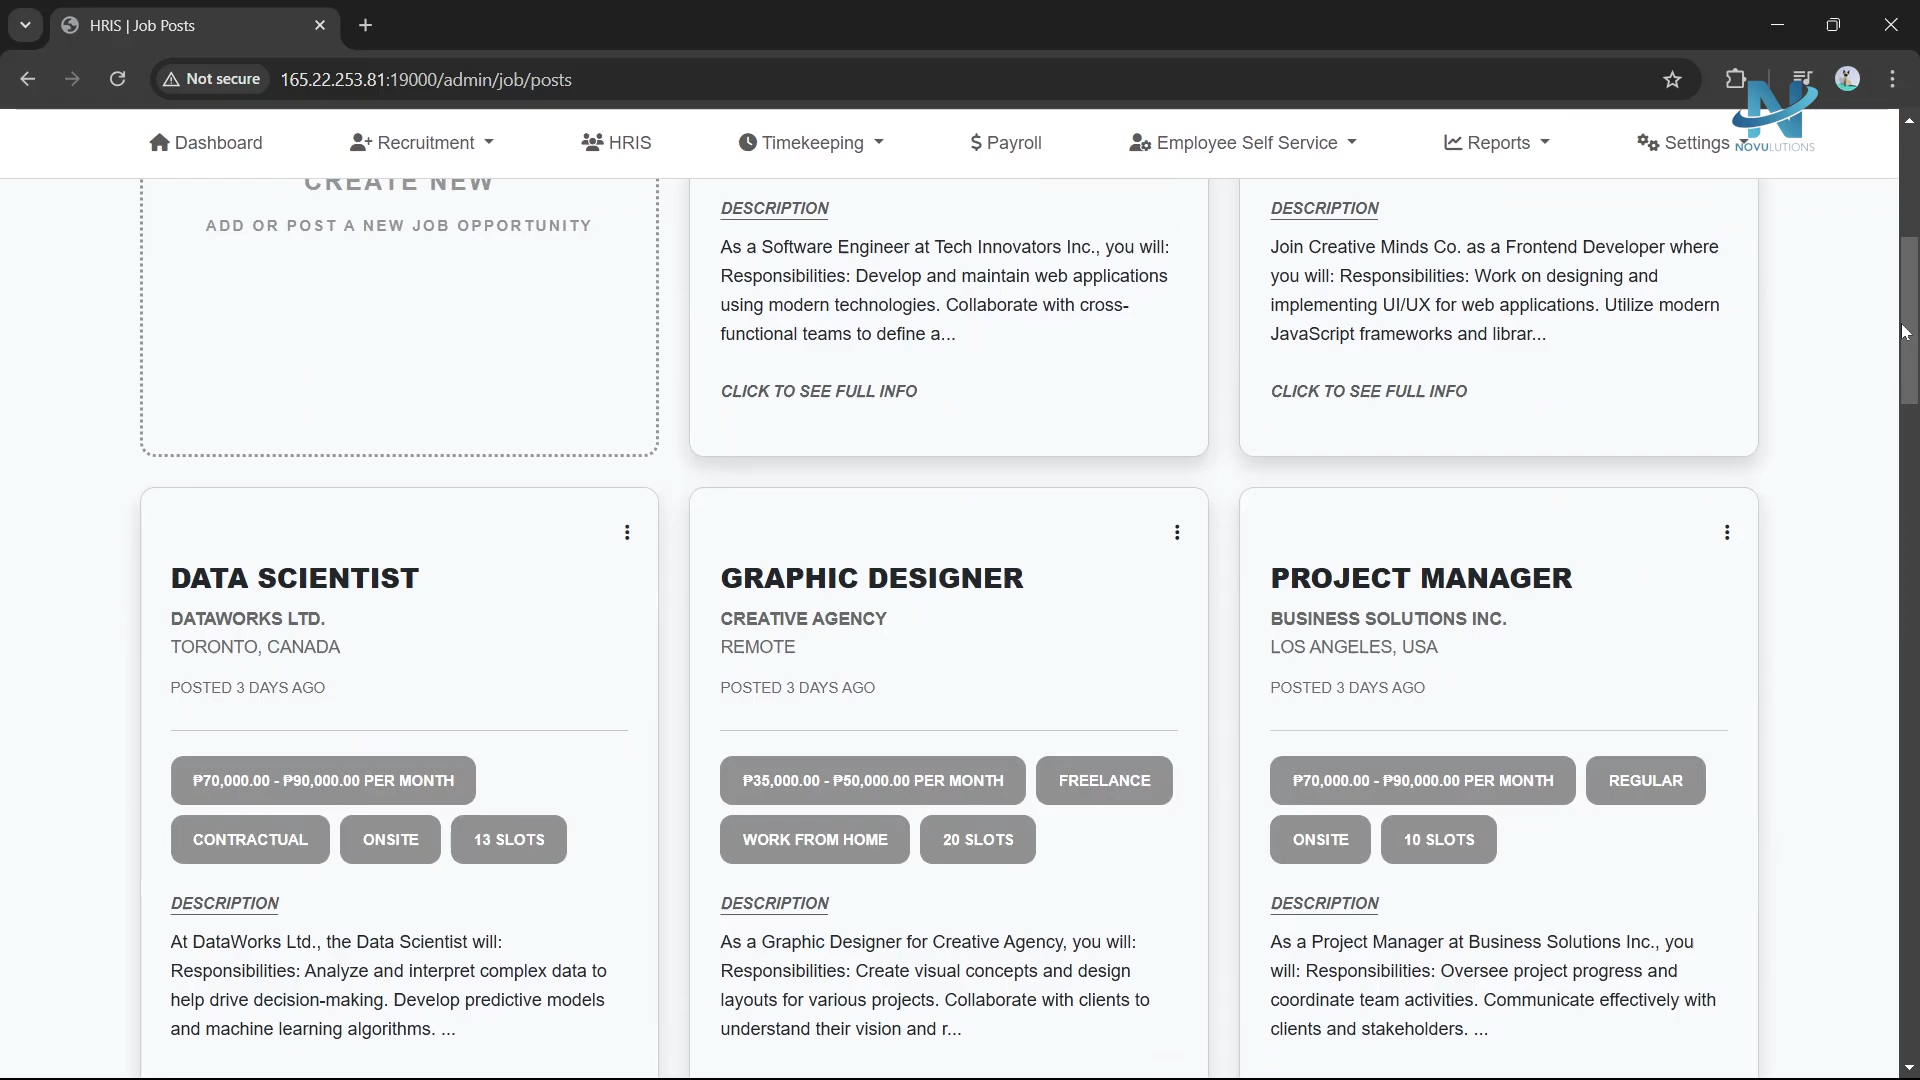 HRIS | Job Posts
Not secure
165.22.253.81:19000/admin/job/posts
Dashboard
Recruitment
HRIS
Timekeeping
Payroll
Employee Self Service
Reports
Settings
NOVULUTIONS
CREATE NEW
ADD OR POST A NEW JOB OPPORTUNITY
DESCRIPTION
As a Software Engineer at Tech Innovators Inc., you will:
Responsibilities: Develop and maintain web applications
using modern technologies. Collaborate with cross-
functional teams to define a...
CLICK TO SEE FULL INFO
DESCRIPTION
Join Creative Minds Co. as a Frontend Developer where
you will: Responsibilities: Work on designing and
implementing UI/UX for web applications. Utilize modern
JavaScript frameworks and librar...
CLICK TO SEE FULL INFO
DATA SCIENTIST
DATAWORKS LTD.
TORONTO, CANADA
POSTED 3 DAYS AGO
₱70,000.00 - ₱90,000.00 PER MONTH
CONTRACTUAL
ONSITE
13 SLOTS
DESCRIPTION
At DataWorks Ltd., the Data Scientist will:
Responsibilities: Analyze and interpret complex data to
help drive decision-making. Develop predictive models
and machine learning algorithms. ...
GRAPHIC DESIGNER
CREATIVE AGENCY
REMOTE
POSTED 3 DAYS AGO
₱35,000.00 - ₱50,000.00 PER MONTH
FREELANCE
WORK FROM HOME
20 SLOTS
DESCRIPTION
As a Graphic Designer for Creative Agency, you will:
Responsibilities: Create visual concepts and design
layouts for various projects. Collaborate with clients to
understand their vision and r...
PROJECT MANAGER
BUSINESS SOLUTIONS INC.
LOS ANGELES, USA
POSTED 3 DAYS AGO
₱70,000.00 - ₱90,000.00 PER MONTH
REGULAR
ONSITE
10 SLOTS
DESCRIPTION
As a Project Manager at Business Solutions Inc., you
will: Responsibilities: Oversee project progress and
coordinate team activities. Communicate effectively with
clients and stakeholders. ...